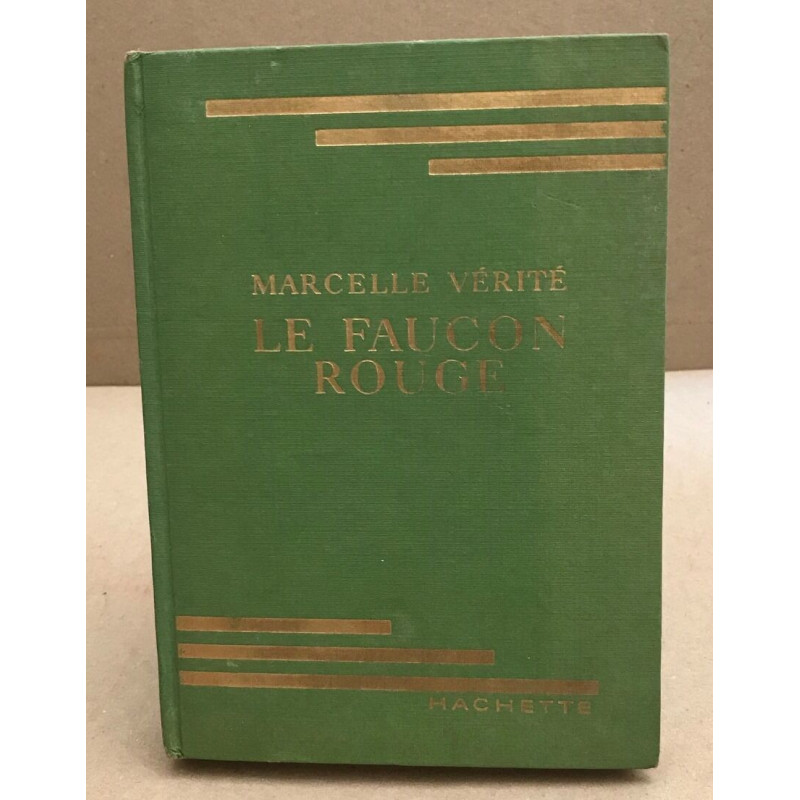 MARCELLE VÉRITÉ
LE FAUCON
ROUGE
HACHETTE